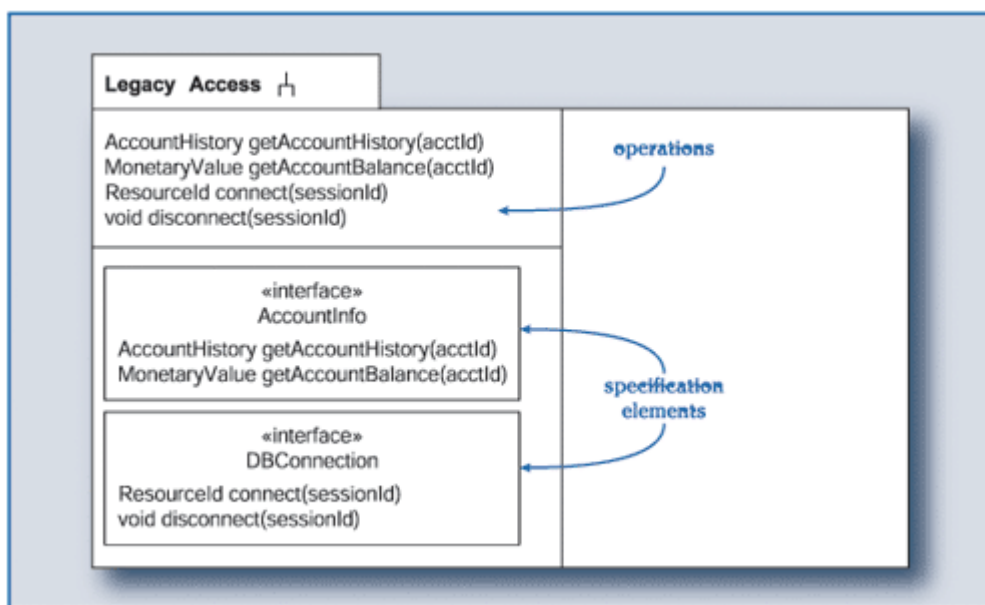 Legacy Access
AccountHistory getAccountHistory(acctId)
MonetaryValue getAccountBalance(acctId)
ResourceId connect(sessionId)
void disconnect(sessionId)
operations
«interface»
AccountInfo
AccountHistory getAccountHistory(acctId)
MonetaryValue getAccountBalance(acctId)
specification
elements
«interface»
DBConnection
ResourceId connect(sessionId)
void disconnect(sessionId)